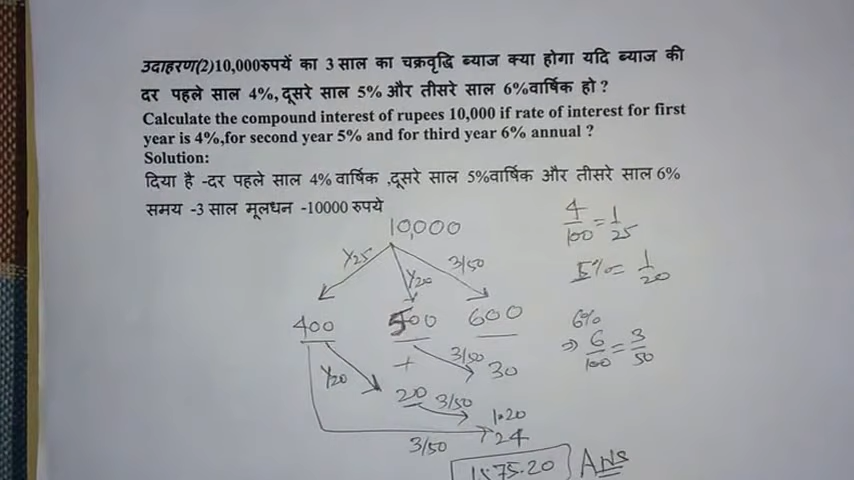 उदाहरण(2)10,000रुपयें का 3 साल का चक्रवृद्धि ब्याज क्या होगा यदि ब्याज की
दर पहले साल 4%, दूसरे साल 5% और तीसरे साल 6%वार्षिक हो ?
Calculate the compound interest of rupees 10,000 if rate of interest for first
year is 4%,for second year 5% and for third year 6% annual ?
Solution:
दिया है -दर पहले साल 4% वार्षिक ,दूसरे साल 5%वार्षिक और तीसरे साल 6%
समय -3 साल मूलधन -10000 रुपये
10,000
4/100 = 1/25
1/25 1/20 3/50
5% = 1/20
400 500 600
6%
⇒ 6/100 = 3/50
1/20 + 3/50 30
20 3/50 1.20
3/50 24
1575.20 Ans